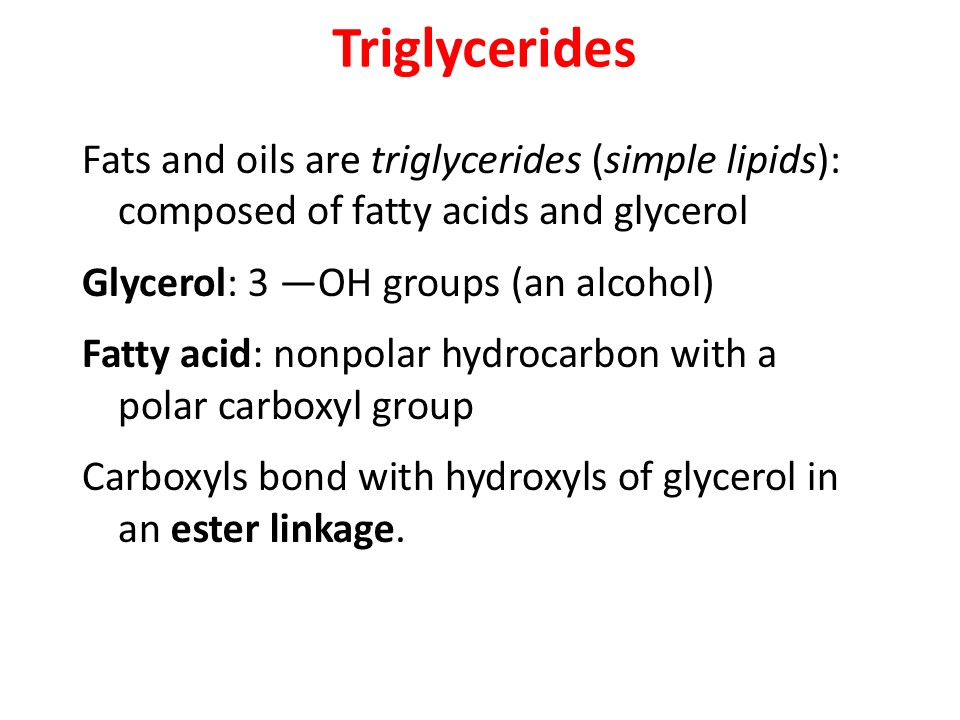 Triglycerides
Fats and oils are triglycerides (simple lipids):
composed of fatty acids and glycerol
Glycerol: 3 —OH groups (an alcohol)
Fatty acid: nonpolar hydrocarbon with a
polar carboxyl group
Carboxyls bond with hydroxyls of glycerol in
an ester linkage.